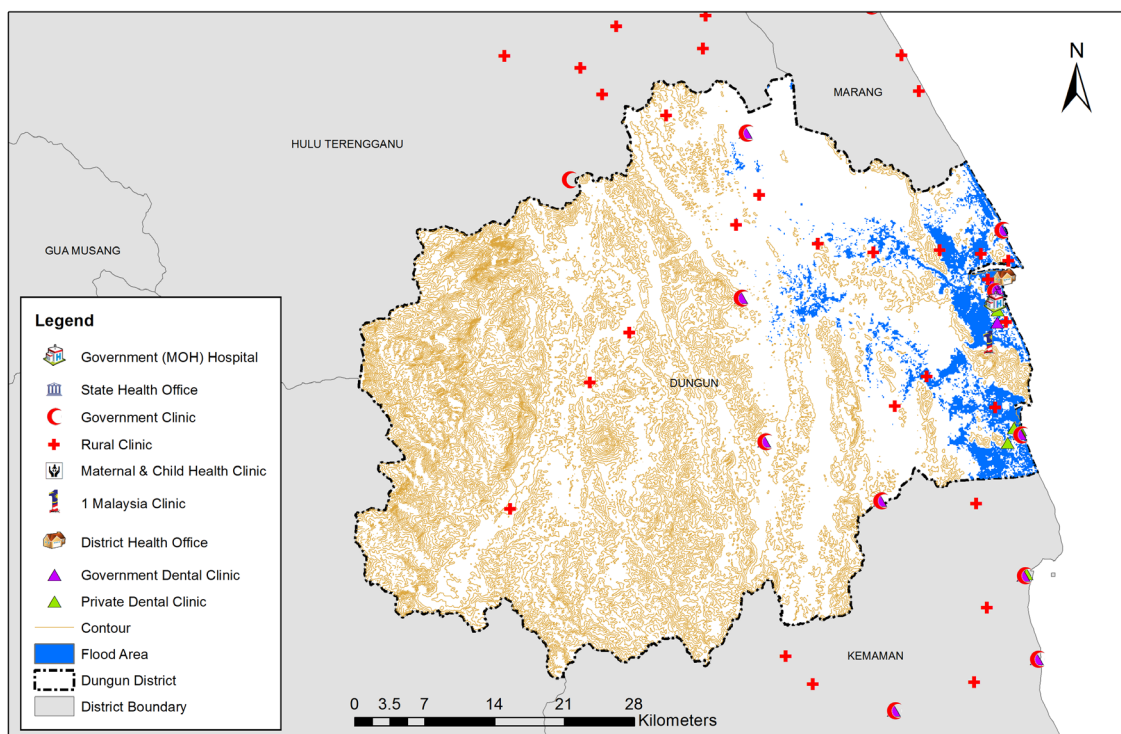 N
MARANG
HULU TERENGGANU
GUA MUSANG
DUNGUN
KEMAMAN
Legend
Government (MOH) Hospital
State Health Office
Government Clinic
Rural Clinic
Maternal & Child Health Clinic
1 Malaysia Clinic
District Health Office
Government Dental Clinic
Private Dental Clinic
Contour
Flood Area
Dungun District
District Boundary
0 3.5 7 14 21 28
Kilometers